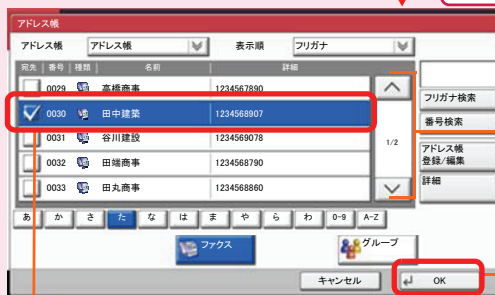 アドレス帳
アドレス帳 アドレス帳 表示順 フリガナ
宛先 番号 種類 名前 詳細
0029 高橋商事 1234567890
0030 田中建築 1234568907
0031 谷川建設 1234569078
0032 田端商事 1234568790
0033 田丸商事 1234568860
1/2
フリガナ検索
番号検索
アドレス帳
登録/編集
詳細
あ か さ た な は ま や ら わ 0-9 A-Z
ファクス グループ
キャンセル OK